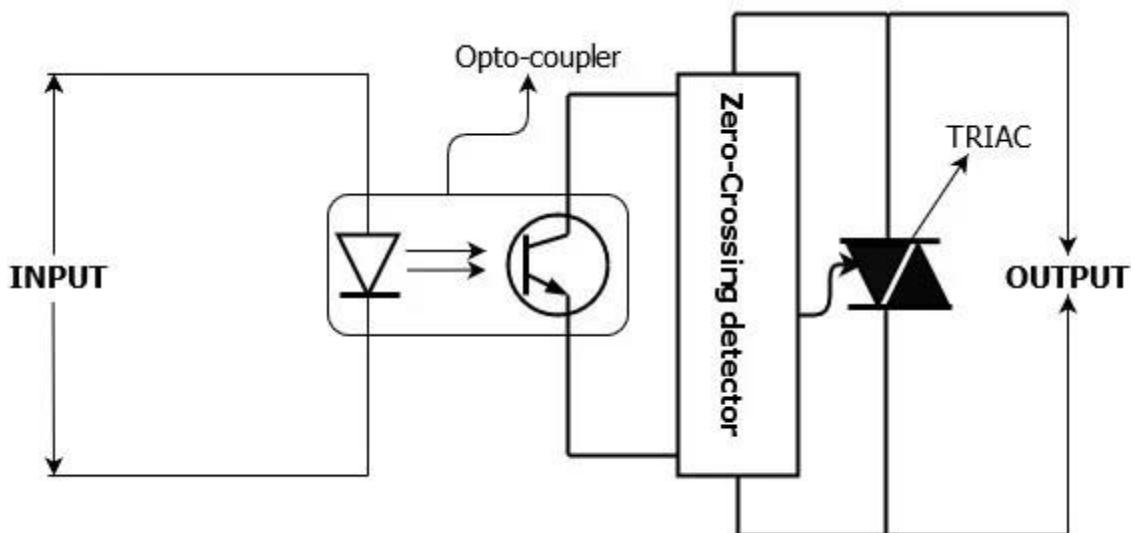 Opto-coupler
TRIAC
INPUT
Zero-Crossing detector
OUTPUT